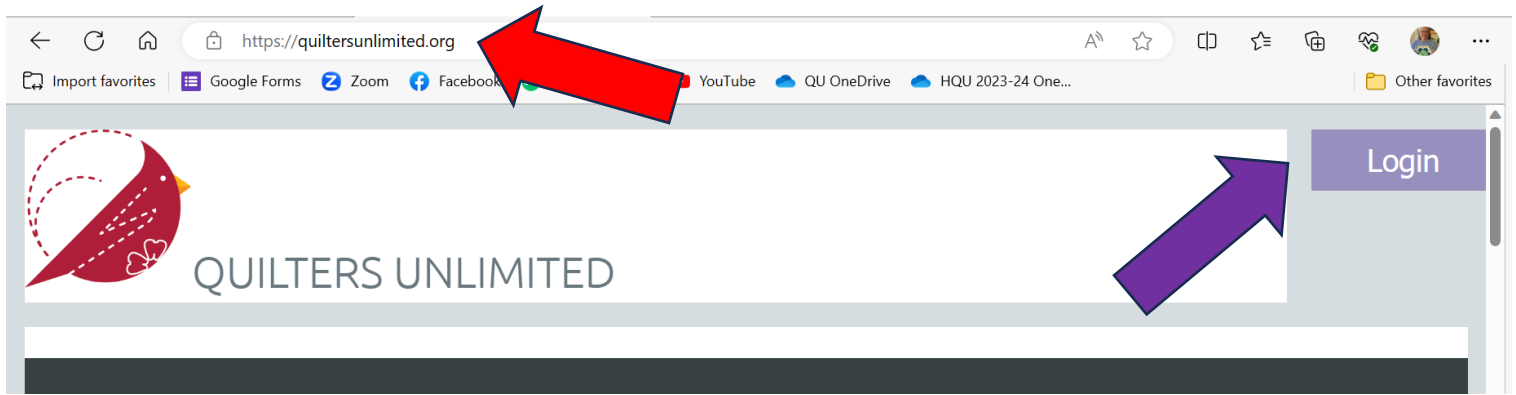 https://quiltersunlimited.org
Import favorites Google Forms Zoom Facebook YouTube QU OneDrive HQU 2023-24 One... Other favorites
Login
QUILTERS UNLIMITED